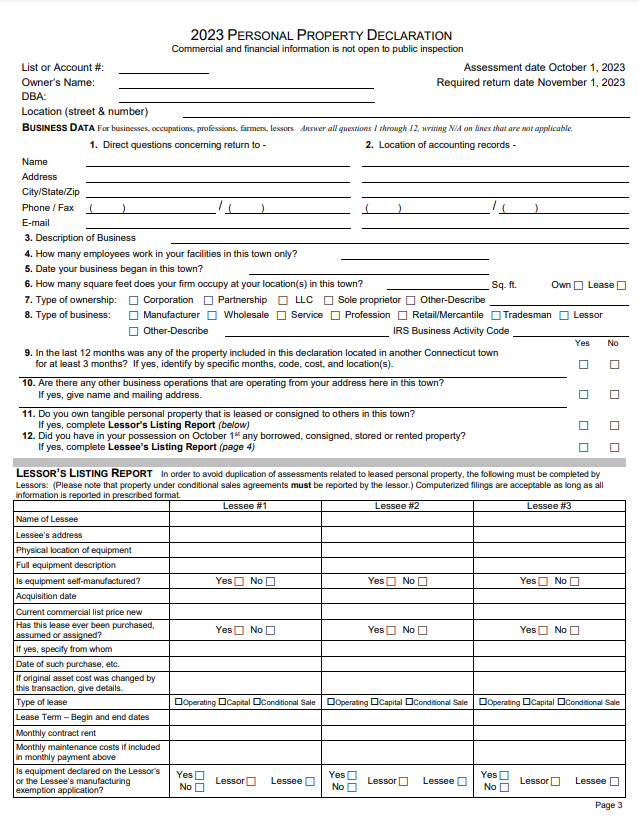 2023 PERSONAL PROPERTY DECLARATION
Commercial and financial information is not open to public inspection
List or Account #:
Assessment date October 1, 2023
Owner's Name:
Required return date November 1, 2023
DBA:
Location (street & number)
BUSINESS DATA For businesses, occupations, professions, farmers, lessors Answer all questions 1 through 12, writing N/A on lines that are not applicable.
1. Direct questions concerning return to -
2. Location of accounting records -
Name
Address
City/State/Zip
Phone / Fax ( ) / ( ) ( ) / ( )
E-mail
3. Description of Business
4. How many employees work in your facilities in this town only?
5. Date your business began in this town?
6. How many square feet does your firm occupy at your location(s) in this town? Sq. ft. Own ☐ Lease ☐
7. Type of ownership: ☐ Corporation ☐ Partnership ☐ LLC ☐ Sole proprietor ☐ Other-Describe
8. Type of business: ☐ Manufacturer ☐ Wholesale ☐ Service ☐ Profession ☐ Retail/Mercantile ☐ Tradesman ☐ Lessor
☐ Other-Describe IRS Business Activity Code
Yes No
9. In the last 12 months was any of the property included in this declaration located in another Connecticut town
for at least 3 months? If yes, identify by specific months, code, cost, and location(s). ☐ ☐
10. Are there any other business operations that are operating from your address here in this town?
If yes, give name and mailing address. ☐ ☐
11. Do you own tangible personal property that is leased or consigned to others in this town?
If yes, complete Lessor's Listing Report (below) ☐ ☐
12. Did you have in your possession on October 1st any borrowed, consigned, stored or rented property?
If yes, complete Lessee's Listing Report (page 4) ☐ ☐
LESSOR'S LISTING REPORT In order to avoid duplication of assessments related to leased personal property, the following must be completed by
Lessors: (Please note that property under conditional sales agreements must be reported by the lessor.) Computerized filings are acceptable as long as all
information is reported in prescribed format.
Lessee #1 Lessee #2 Lessee #3
Name of Lessee
Lessee's address
Physical location of equipment
Full equipment description
Is equipment self-manufactured? Yes ☐ No ☐ Yes ☐ No ☐ Yes ☐ No ☐
Acquisition date
Current commercial list price new
Has this lease ever been purchased,
assumed or assigned? Yes ☐ No ☐ Yes ☐ No ☐ Yes ☐ No ☐
If yes, specify from whom
Date of such purchase, etc.
If original asset cost was changed by
this transaction, give details.
Type of lease ☐Operating ☐Capital ☐Conditional Sale ☐Operating ☐Capital ☐Conditional Sale ☐Operating ☐Capital ☐Conditional Sale
Lease Term – Begin and end dates
Monthly contract rent
Monthly maintenance costs if included
in monthly payment above
Is equipment declared on the Lessor's
or the Lessee's manufacturing
exemption application?
Yes ☐ Lessor ☐ Lessee ☐ Yes ☐ Lessor ☐ Lessee ☐ Yes ☐ Lessor ☐ Lessee ☐
No ☐ No ☐ No ☐
Page 3